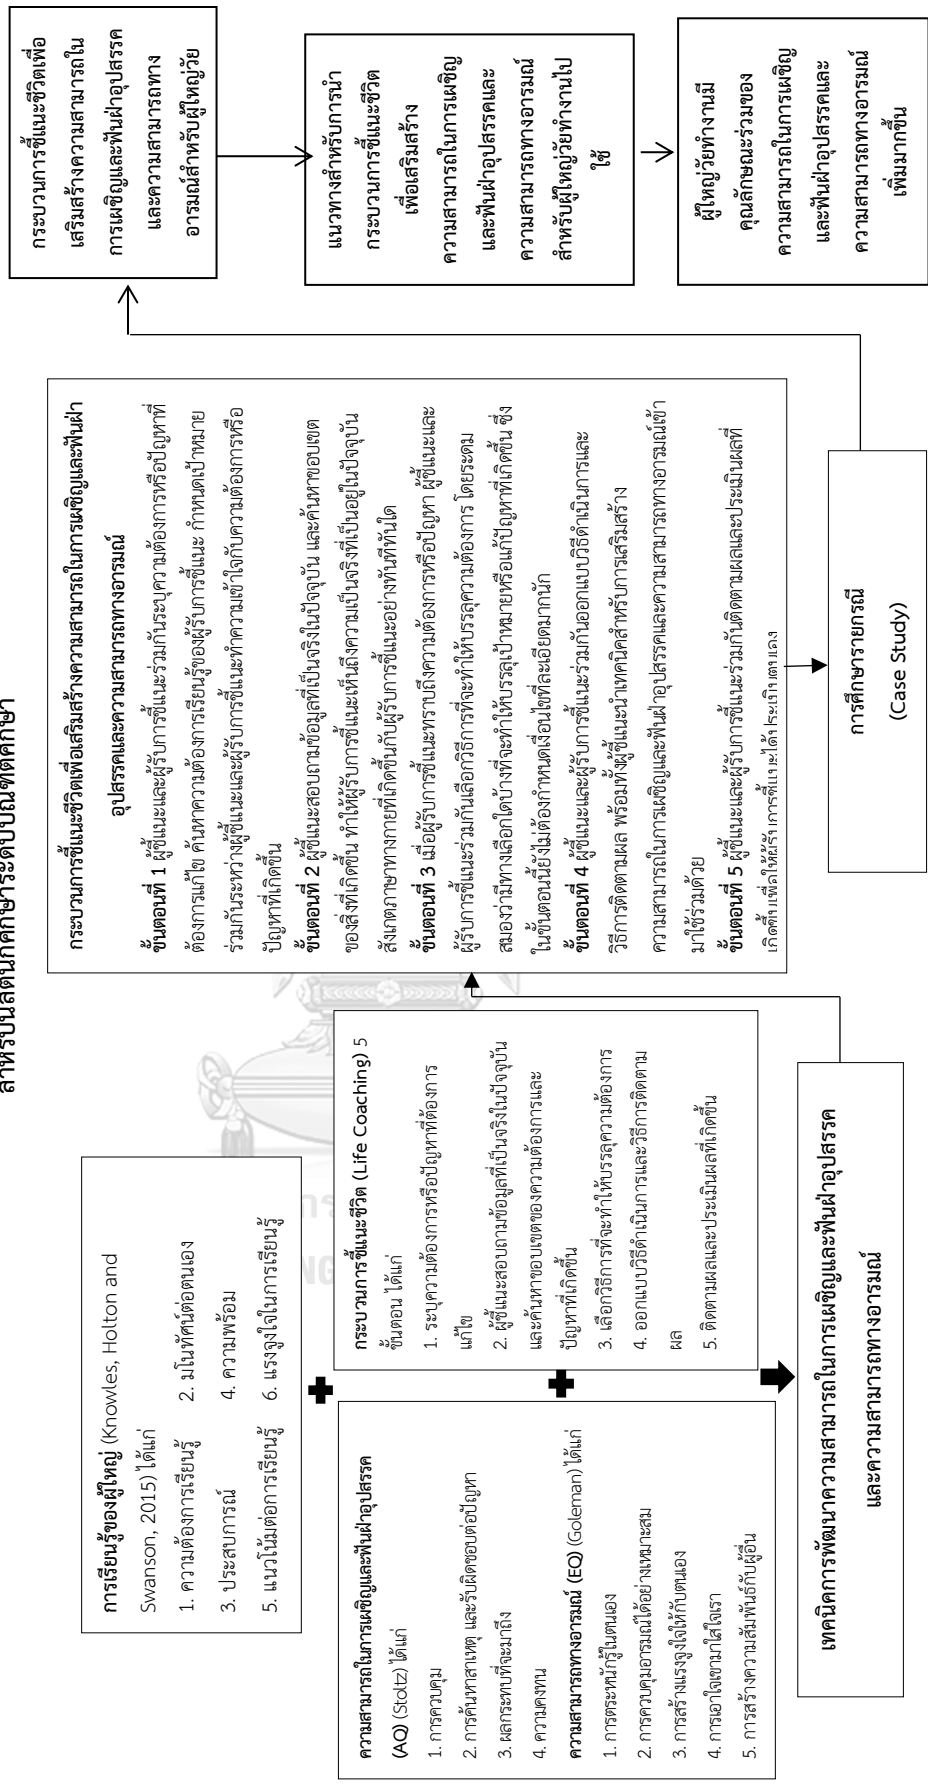 สำหรับนิสิตนักศึกษาระดับบัณฑิตศึกษา
การเรียนรู้ของผู้ใหญ่ (Knowles, Holton and
Swanson, 2015) ได้แก่
1. ความต้องการเรียนรู้ 2. มโนทัศน์ต่อตนเอง
3. ประสบการณ์ 4. ความพร้อม
5. แนวโน้มต่อการเรียนรู้ 6. แรงจูงใจในการเรียนรู้
ความสามารถในการเผชิญและฟันฝ่าอุปสรรค
(AQ) (Stoltz) ได้แก่
1. การควบคุม
2. การค้นหาสาเหตุ และรับผิดชอบต่อปัญหา
3. ผลกระทบที่จะมาถึง
4. ความคงทน
ความสามารถทางอารมณ์ (EQ) (Goleman) ได้แก่
1. การตระหนักรู้ในตนเอง
2. การควบคุมอารมณ์ได้อย่างเหมาะสม
3. การสร้างแรงจูงใจให้กับตนเอง
4. การเอาใจเขามาใส่ใจเรา
5. การสร้างความสัมพันธ์กับผู้อื่น
กระบวนการชี้แนะชีวิต (Life Coaching) 5
ขั้นตอน ได้แก่
1. ระบุความต้องการหรือปัญหาที่ต้องการ
แก้ไข
2. ผู้ชี้แนะสอบถามข้อมูลที่เป็นจริงในปัจจุบัน
และค้นหาขอบเขตของความต้องการและ
ปัญหาที่เกิดขึ้น
3. เลือกวิธีการที่จะทำให้บรรลุความต้องการ
4. ออกแบบวิธีดำเนินการและวิธีการติดตาม
ผล
5. ติดตามผลและประเมินผลที่เกิดขึ้น
เทคนิคการพัฒนาความสามารถในการเผชิญและฟันฝ่าอุปสรรค
และความสามารถทางอารมณ์
กระบวนการชี้แนะชีวิตเพื่อเสริมสร้างความสามารถในการเผชิญและฟันฝ่า
อุปสรรคและความสามารถทางอารมณ์
ขั้นตอนที่ 1 ผู้ชี้แนะและผู้รับการชี้แนะร่วมกันระบุความต้องการหรือปัญหาที่
ต้องการแก้ไข ค้นหาความต้องการเรียนรู้ของผู้รับการชี้แนะ กำหนดเป้าหมาย
ร่วมกันระหว่างผู้ชี้แนะและผู้รับการชี้แนะทำความเข้าใจกับความต้องการหรือ
ปัญหาที่เกิดขึ้น
ขั้นตอนที่ 2 ผู้ชี้แนะสอบถามข้อมูลที่เป็นจริงในปัจจุบัน และค้นหาขอบเขต
ของสิ่งที่เกิดขึ้น ทำให้ผู้รับการชี้แนะเห็นถึงความเป็นจริงที่เป็นอยู่ในปัจจุบัน
สังเกตภาษาทางกายที่เกิดขึ้นกับผู้รับการชี้แนะอย่างทันทีทันใด
ขั้นตอนที่ 3 เมื่อผู้รับการชี้แนะทราบถึงความต้องการหรือปัญหา ผู้ชี้แนะและ
ผู้รับการชี้แนะร่วมกันเลือกวิธีการที่จะทำให้บรรลุความต้องการ โดยระดม
สมองว่ามีทางเลือกใดบ้างที่จะทำให้บรรลุเป้าหมายหรือแก้ปัญหาที่เกิดขึ้น ซึ่ง
ในขั้นตอนนี้ยังไม่ต้องกำหนดเงื่อนไขที่ละเอียดมากนัก
ขั้นตอนที่ 4 ผู้ชี้แนะและผู้รับการชี้แนะร่วมกันออกแบบวิธีดำเนินการและ
วิธีการติดตามผล พร้อมทั้งผู้ชี้แนะนำเทคนิคสำหรับการเสริมสร้าง
ความสามารถในการเผชิญและฟันฝ่าอุปสรรคและความสามารถทางอารมณ์เข้า
มาใช้ร่วมด้วย
ขั้นตอนที่ 5 ผู้ชี้แนะและผู้รับการชี้แนะร่วมกันติดตามผลและประเมินผลที่
เกิดขึ้นเพื่อให้ผู้รับการชี้แนะได้ประเมินตนเอง
การศึกษารายกรณี
(Case Study)
กระบวนการชี้แนะชีวิตเพื่อ
เสริมสร้างความสามารถใน
การเผชิญและฟันฝ่าอุปสรรค
และความสามารถทาง
อารมณ์สำหรับผู้ใหญ่วัย
แนวทางสำหรับการนำ
กระบวนการชี้แนะชีวิต
เพื่อเสริมสร้าง
ความสามารถในการเผชิญ
และฟันฝ่าอุปสรรคและ
ความสามารถทางอารมณ์
สำหรับผู้ใหญ่วัยทำงานไป
ใช้
ผู้ใหญ่วัยทำงานมี
คุณลักษณะร่วมของ
ความสามารถในการเผชิญ
และฟันฝ่าอุปสรรคและ
ความสามารถทางอารมณ์
เพิ่มมากขึ้น